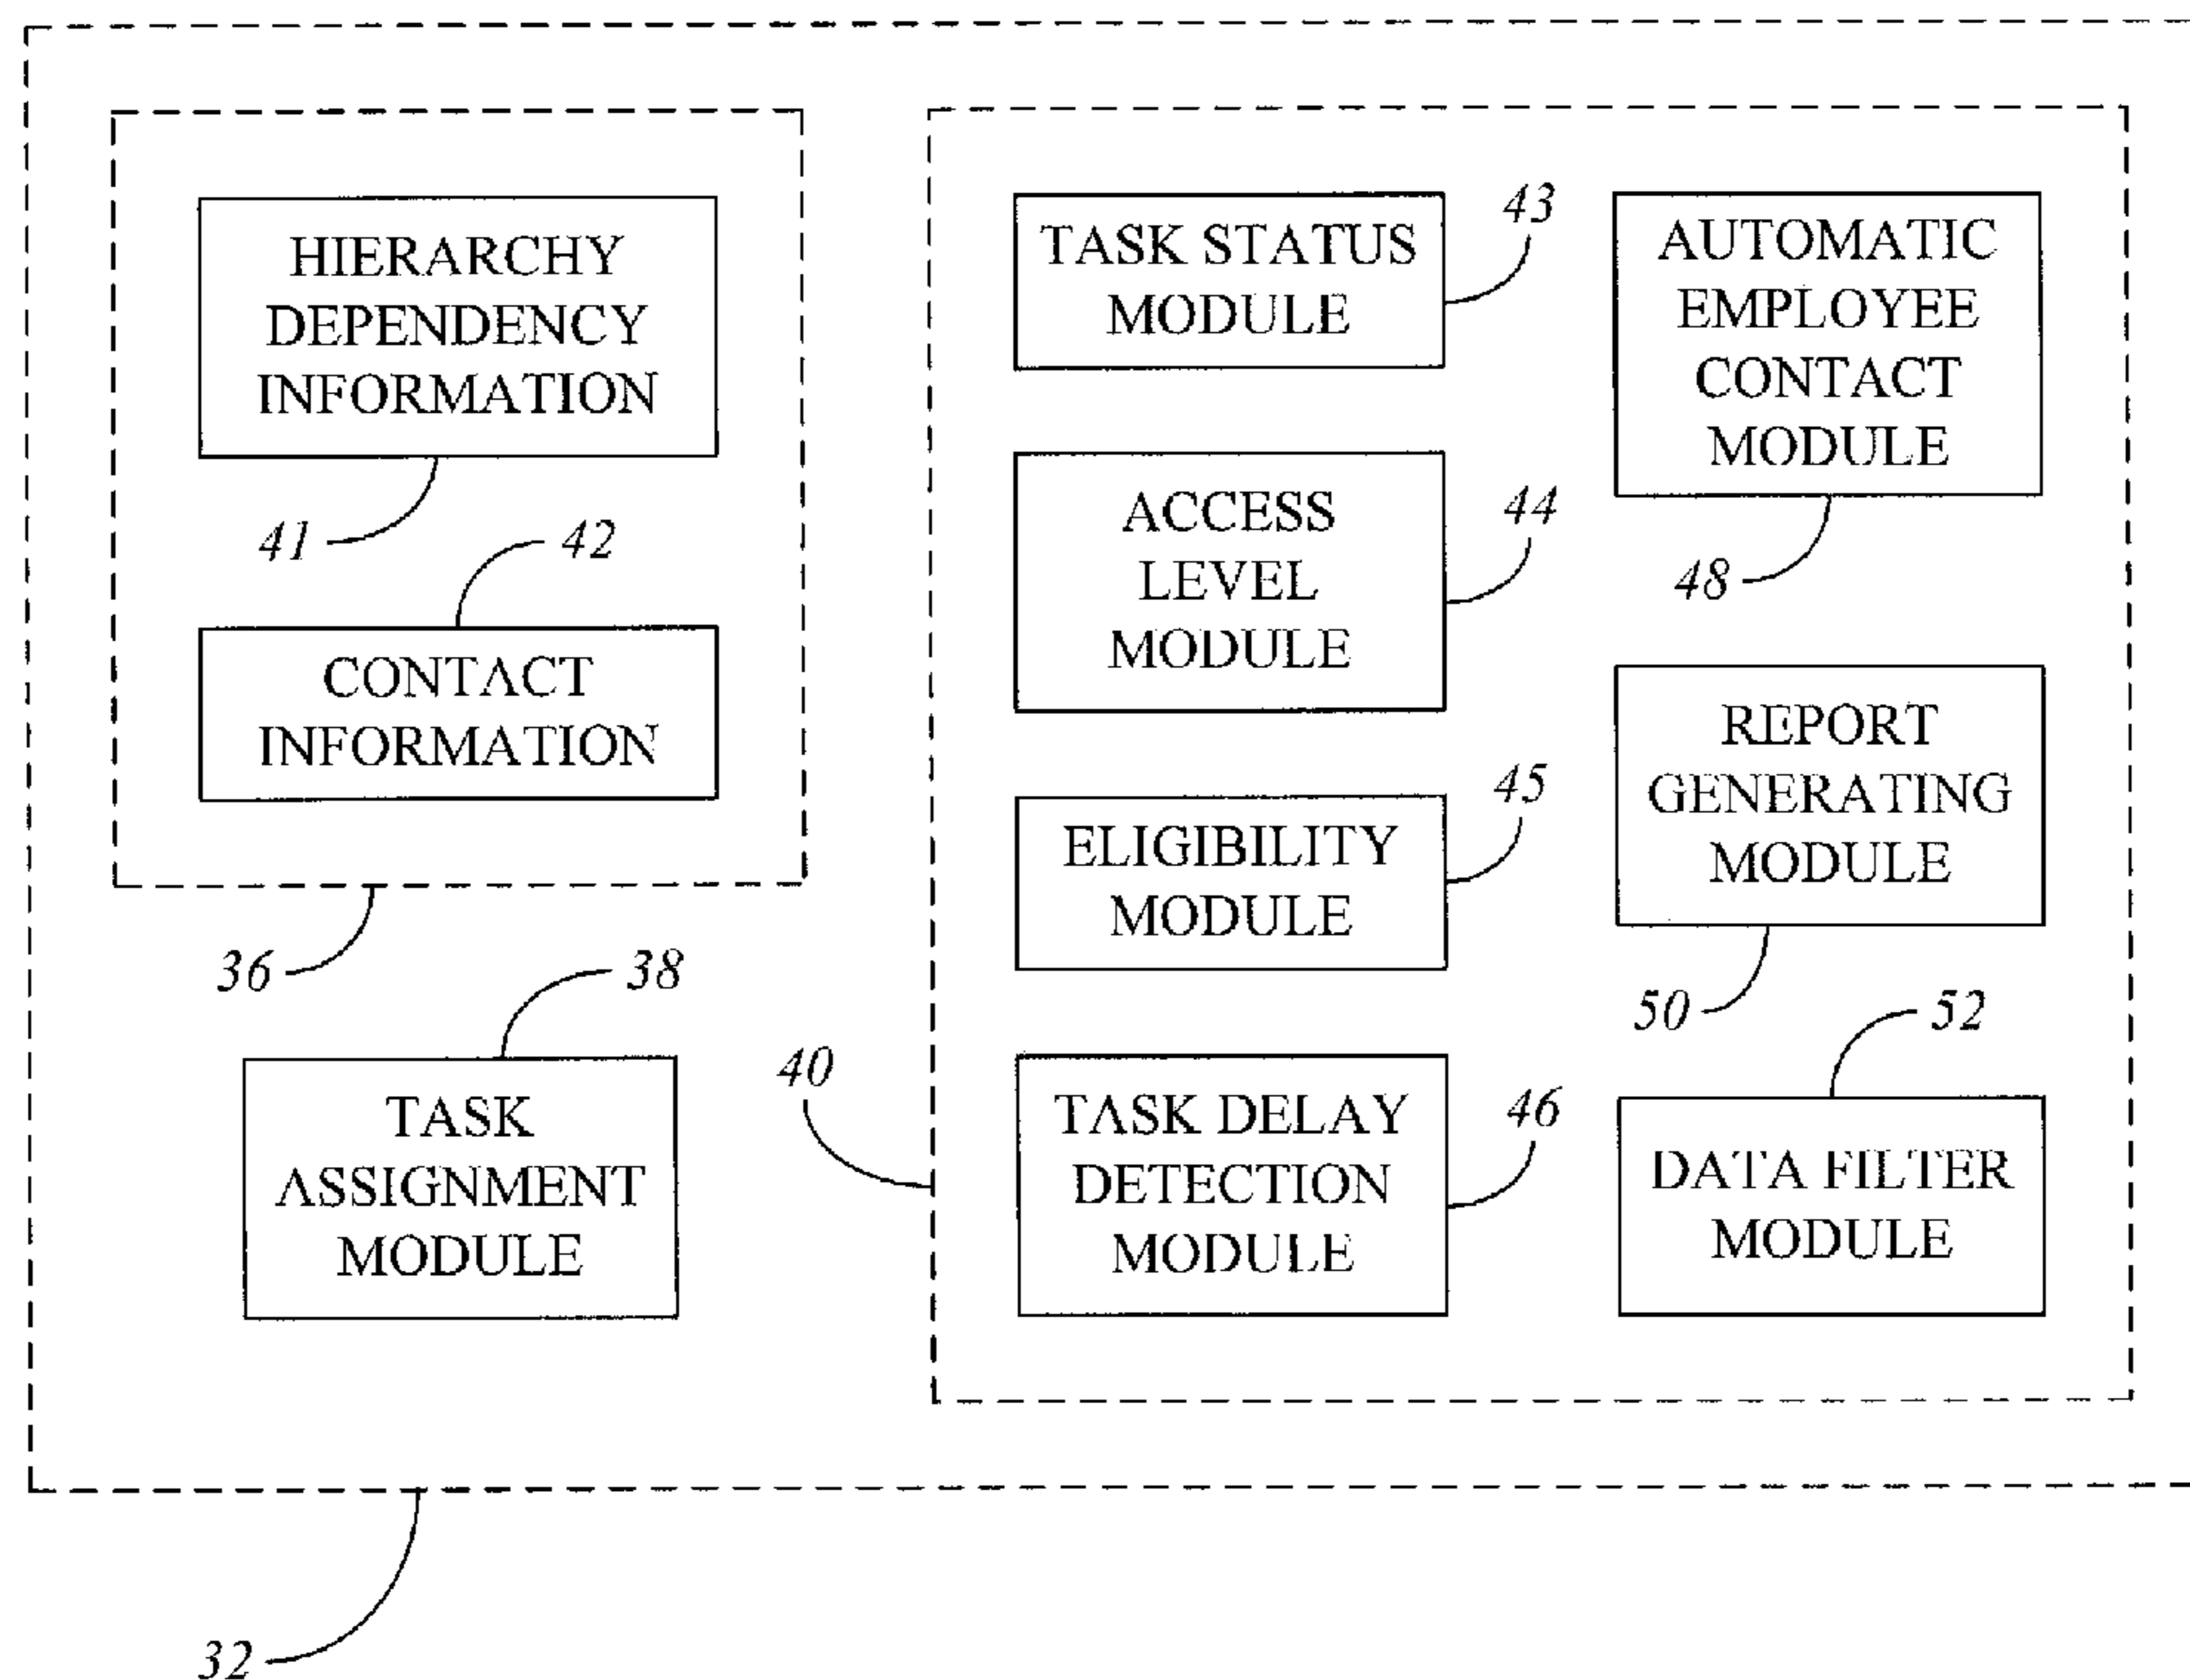 HIERARCHY
DEPENDENCY
INFORMATION
41
42
CONTACT
INFORMATION
36
38
TASK
ASSIGNMENT
MODULE
40
TASK STATUS
MODULE
43
ACCESS
LEVEL
MODULE
44
ELIGIBILITY
MODULE
45
TASK DELAY
DETECTION
MODULE
46
AUTOMATIC
EMPLOYEE
CONTACT
MODULE
48
REPORT
GENERATING
MODULE
50
52
DATA FILTER
MODULE
32